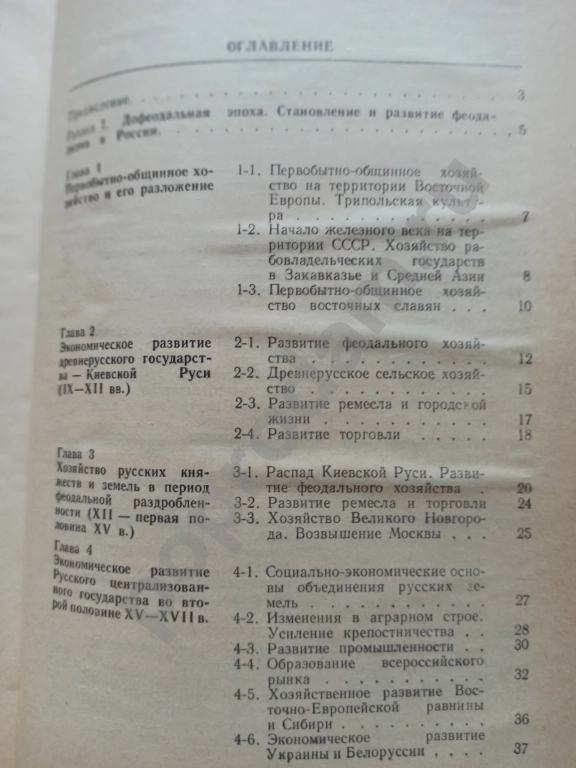 ОГЛАВЛЕНИЕ
Предисловие. 3
Раздел I. Дофеодальная эпоха. Становление и развитие феода-
лизма в России. 5
Глава 1
Первобытно-общинное хо-
зяйство и его разложение
1-1. Первобытно-общинное хозяй-
ство на территории Восточной
Европы. Трипольская культу-
ра . . . . . . . . . 7
1-2. Начало железного века на тер-
ритории СССР. Хозяйство ра-
бовладельческих государств
в Закавказье и Средней Азии 8
1-3. Первобытно-общинное хозяй-
ство восточных славян . . . 10
Глава 2
Экономическое развитие
древнерусского государст-
ва — Киевской Руси
(IX—XII вв.)
2-1. Развитие феодального хозяй-
ства . . . . . . . . 12
2-2. Древнерусское сельское хозяй-
ство . . . . . . . . 15
2-3. Развитие ремесла и городской
жизни . . . . . . . . 17
2-4. Развитие торговли . . . . . 18
Глава 3
Хозяйство русских кня-
жеств и земель в период
феодальной раздроблен-
ности (XII — первая по-
ловина XV в.)
3-1. Распад Киевской Руси. Разви-
тие феодального хозяйства . 20
3-2. Развитие ремесла и торговли 24
3-3. Хозяйство Великого Новгоро-
да. Возвышение Москвы . . . 25
Глава 4
Экономическое развитие
Русского централизован-
ного государства во вто-
рой половине XV—XVII в.
4-1. Социально-экономические осно-
вы объединения русских зе-
мель . . . . . . . . 27
4-2. Изменения в аграрном строе.
Усиление крепостничества . . 28
4-3. Развитие промышленности . . 30
4-4. Образование всероссийского
рынка . . . . . . . . 32
4-5. Хозяйственное развитие Вос-
точно-Европейской равнины
и Сибири . . . . . . . 36
4-6. Экономическое развитие
Украины и Белоруссии . . . . 37